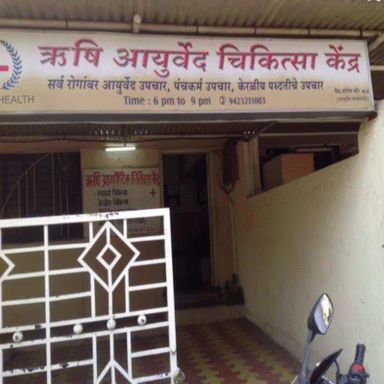 ऋषि आयुर्वेद चिकित्सा केंद्र
सर्व रोगांवर आयुर्वेद उपचार, पंचकर्म उपचार, केरळीय पध्दतीचे उपचार
Time : 6 pm to 9 pm 9423211003
HEALTH
ऋषि आयुर्वेदिक चिकित्सा केंद्र